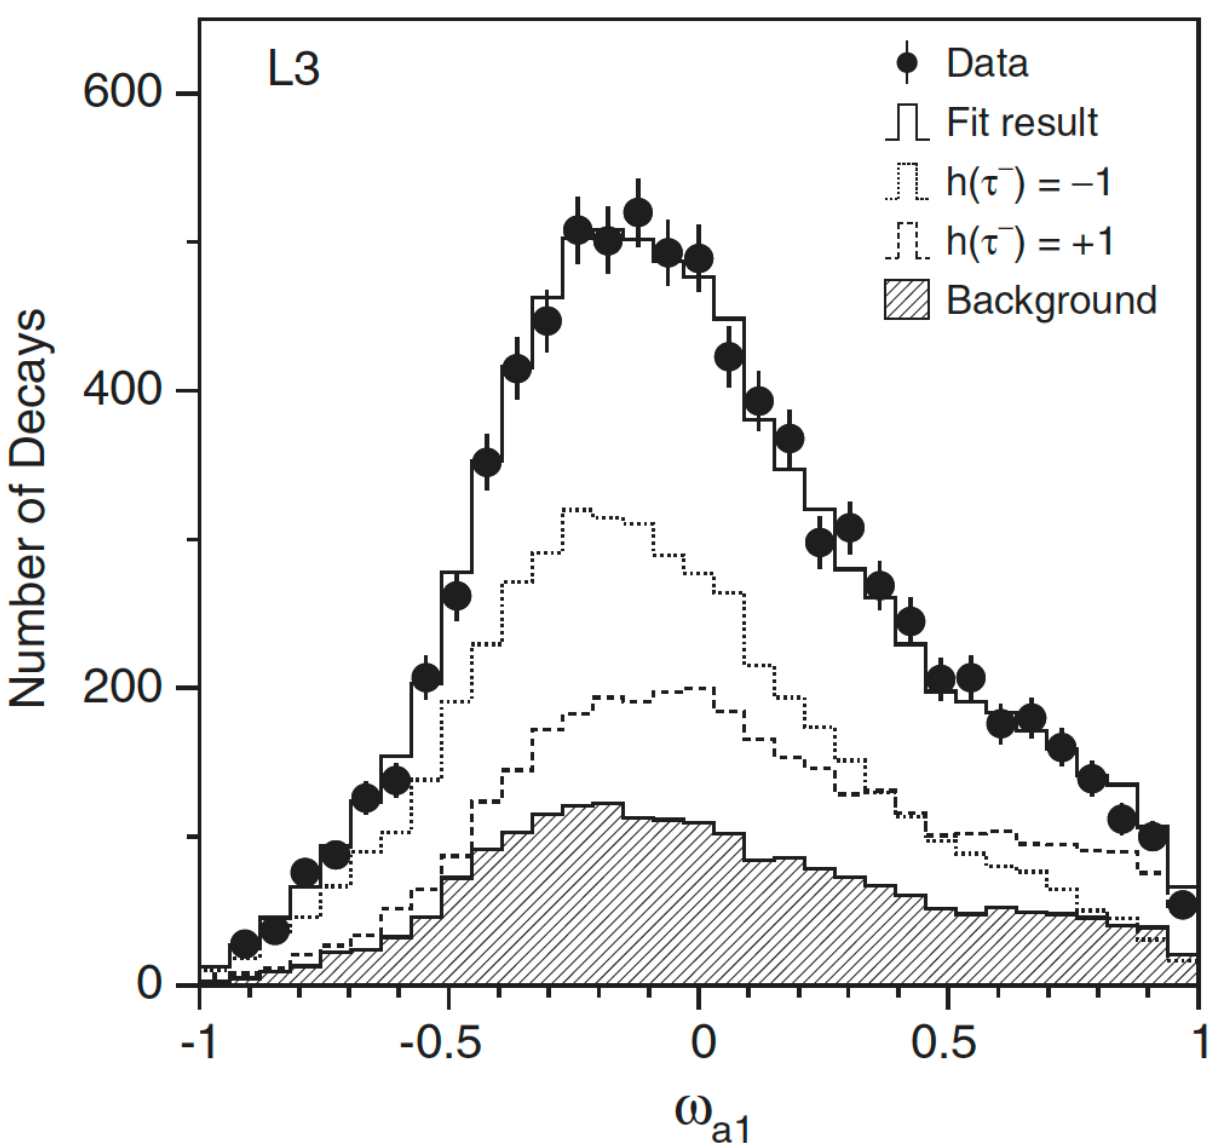 L3
Data
Fit result
h(τ⁻) = −1
h(τ⁻) = +1
Background
Number of Decays
600
400
200
0
-1
-0.5
0
0.5
1
ω_a1